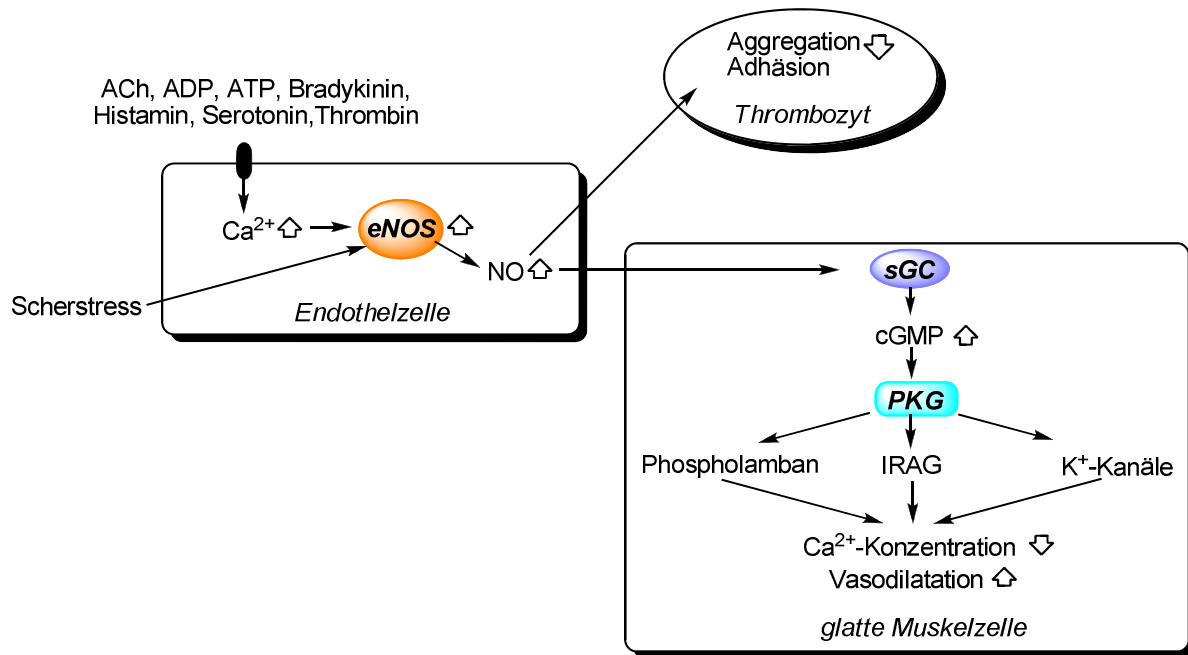 Aggregation
Adhäsion
Thrombozyt
ACh, ADP, ATP, Bradykinin,
Histamin, Serotonin,Thrombin
Ca²⁺
eNOS
NO
Scherstress
Endothelzelle
sGC
cGMP
PKG
Phospholamban
IRAG
K⁺-Kanäle
Ca²⁺-Konzentration
Vasodilatation
glatte Muskelzelle